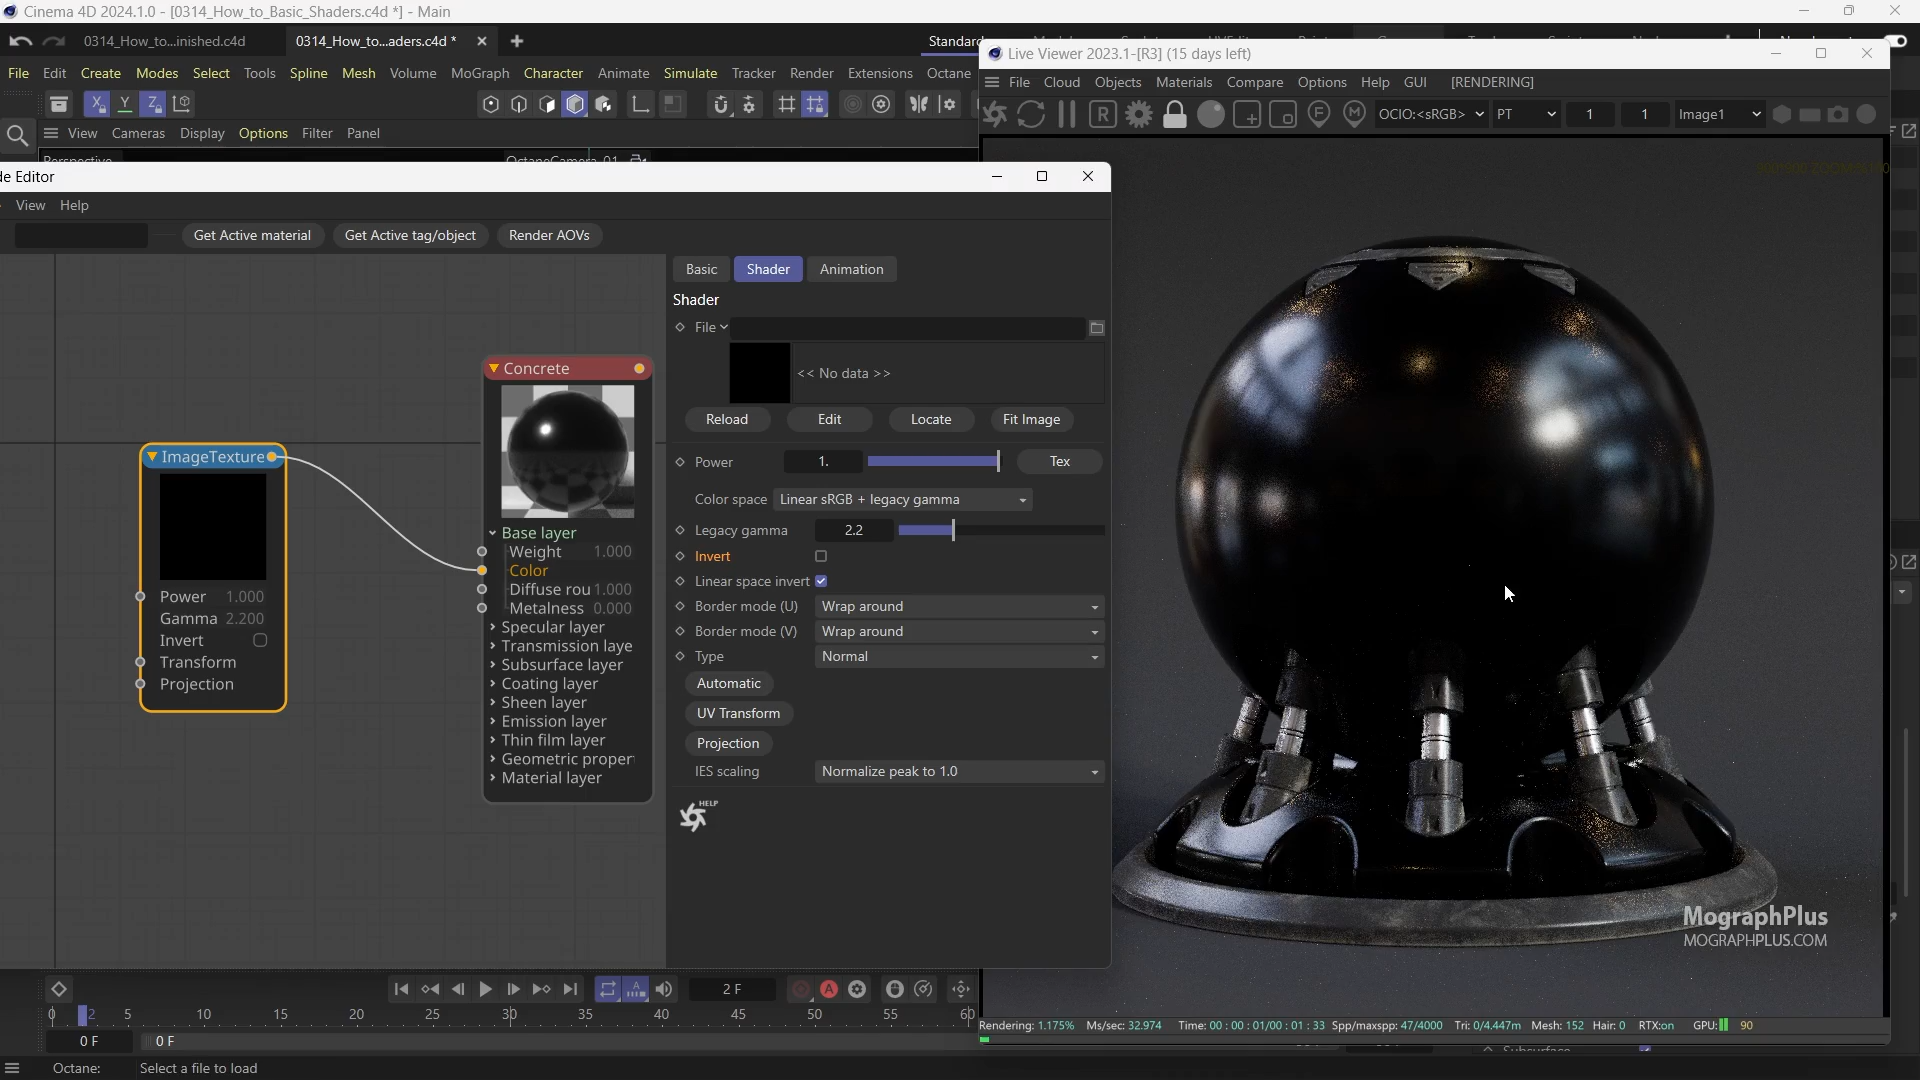 Cinema 4D 2024.1.0 - [0314_How_to_Basic_Shaders.c4d *] - Main
0314_How_to...inished.c4d
0314_How_to...aders.c4d *
Standard
File Edit Create Modes Select Tools Spline Mesh Volume MoGraph Character Animate Simulate Tracker Render Extensions Octane
X Y Z
View Cameras Display Options Filter Panel
Perspective
OctaneCamera_01
de Editor
View Help
Get Active material
Get Active tag/object
Render AOVs
ImageTexture
Power 1.000
Gamma 2.200
Invert
Transform
Projection
Concrete
Base layer
Weight 1.000
Color
Diffuse rou 1.000
Metalness 0.000
Specular layer
Transmission laye
Subsurface layer
Coating layer
Sheen layer
Emission layer
Thin film layer
Geometric proper
Material layer
Basic Shader Animation
Shader
File
<< No data >>
Reload Edit Locate Fit Image
Power 1. Tex
Color space Linear sRGB + legacy gamma
Legacy gamma 2.2
Invert
Linear space invert
Border mode (U) Wrap around
Border mode (V) Wrap around
Type Normal
Automatic
UV Transform
Projection
IES scaling Normalize peak to 1.0
HELP
Live Viewer 2023.1-[R3] (15 days left)
File Cloud Objects Materials Compare Options Help GUI [RENDERING]
R F M OCIO:<sRGB> PT 1 1 Image1
MographPlus
MOGRAPHPLUS.COM
Rendering: 1.175% Ms/sec: 32.974 Time: 00 : 00 : 01/00 : 01 : 33 Spp/maxspp: 47/4000 Tri: 0/4.447m Mesh: 152 Hair: 0 RTX:on GPU: 90
Subsurface
A A 2 F
0 2 5 10 15 20 25 30 35 40 45 50 55 60
0 F 0 F
Octane: Select a file to load